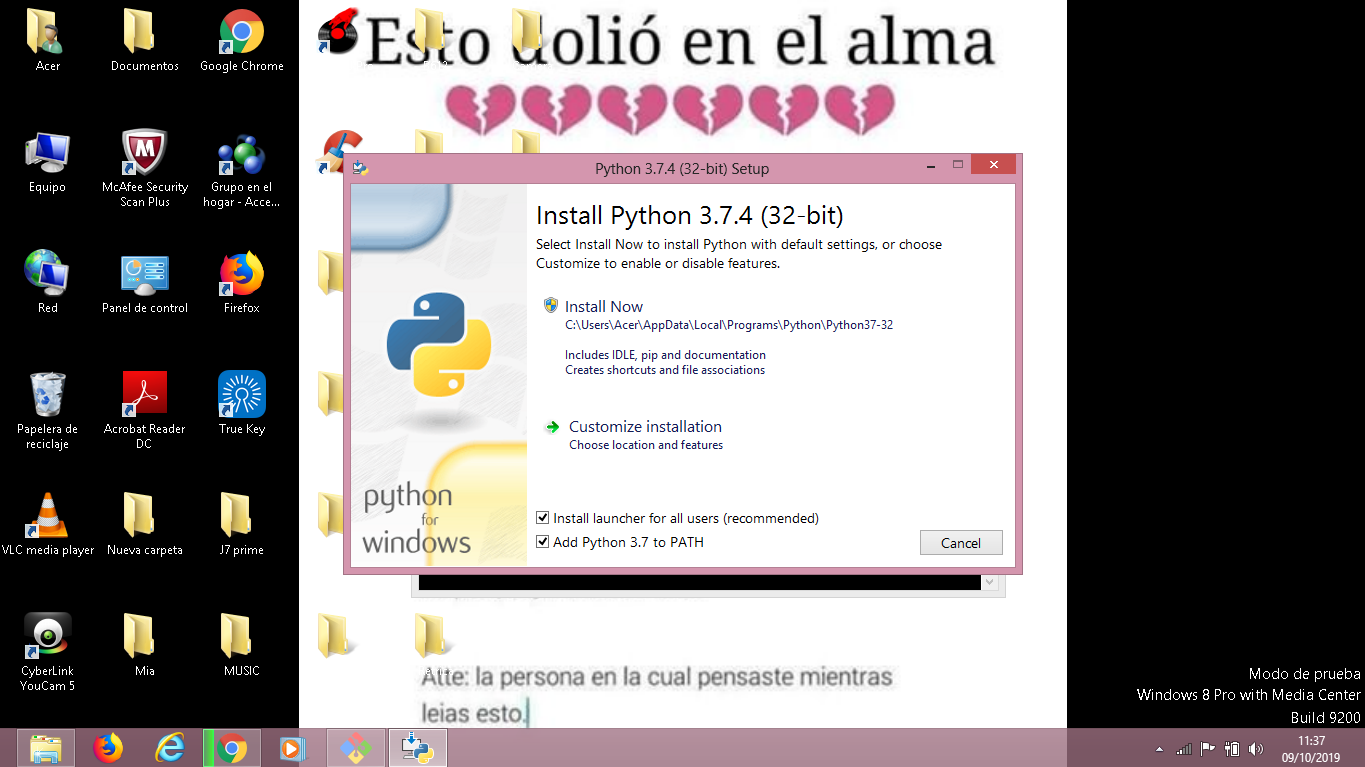 Esto dolió en el alma
Acer
Documentos
Google Chrome
Equipo
McAfee Security
Scan Plus
Grupo en el
hogar - Acce...
Red
Panel de control
Firefox
Papelera de
reciclaje
Acrobat Reader
DC
True Key
VLC media player
Nueva carpeta
J7 prime
CyberLink
YouCam 5
Mia
MUSIC
Python 3.7.4 (32-bit) Setup
Install Python 3.7.4 (32-bit)
Select Install Now to install Python with default settings, or choose
Customize to enable or disable features.
Install Now
C:\Users\Acer\AppData\Local\Programs\Python\Python37-32
Includes IDLE, pip and documentation
Creates shortcuts and file associations
Customize installation
Choose location and features
python
for
windows
Install launcher for all users (recommended)
Add Python 3.7 to PATH
Cancel
Atte: la persona en la cual pensaste mientras
leias esto.
Modo de prueba
Windows 8 Pro with Media Center
Build 9200
11:37
09/10/2019